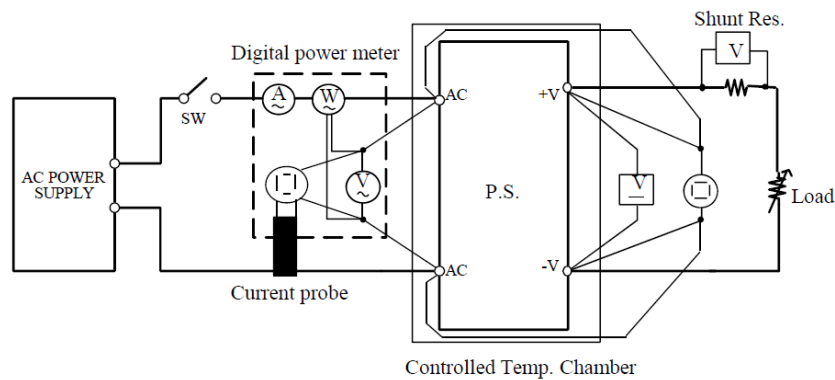 Shunt Res.
V
Digital power meter
A
W
SW
AC
+V
AC POWER
SUPPLY
V
P.S.
V
Load
AC
-V
Current probe
Controlled Temp. Chamber